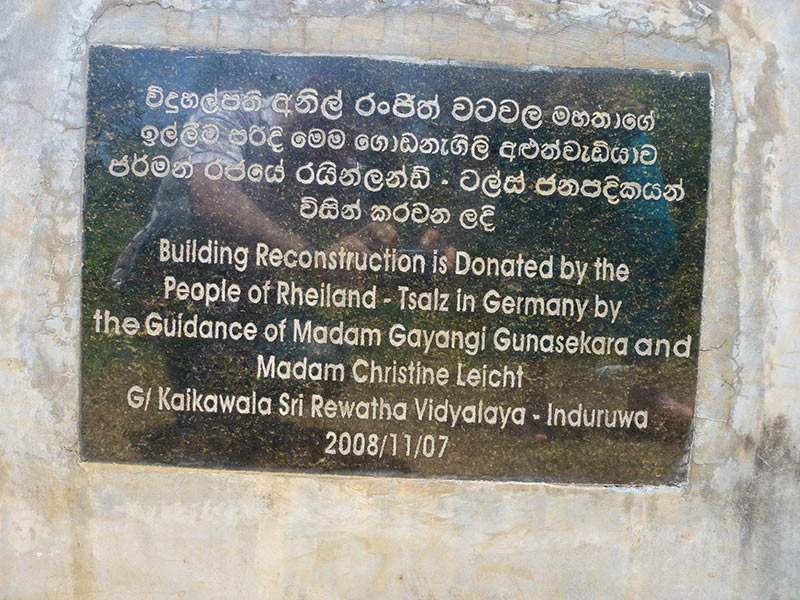 විදුහල්පති අනිල් රංජිත් වටවල මහතාගේ
ඉල්ලීම පරිදි මෙම ගොඩනැගිලි අළුත්වැඩියාව
ජර්මන් රජයේ රයින්ලන්ඩ් - ටල්ස් ජනපදිකයන්
විසින් කරවන ලදි
Building Reconstruction is Donated by the
People of Rheiland - Tsalz in Germany by
the Guidance of Madam Gayangi Gunasekara and
Madam Christine Leicht
G/ Kaikawala Sri Rewatha Vidyalaya - Induruwa
2008/11/07